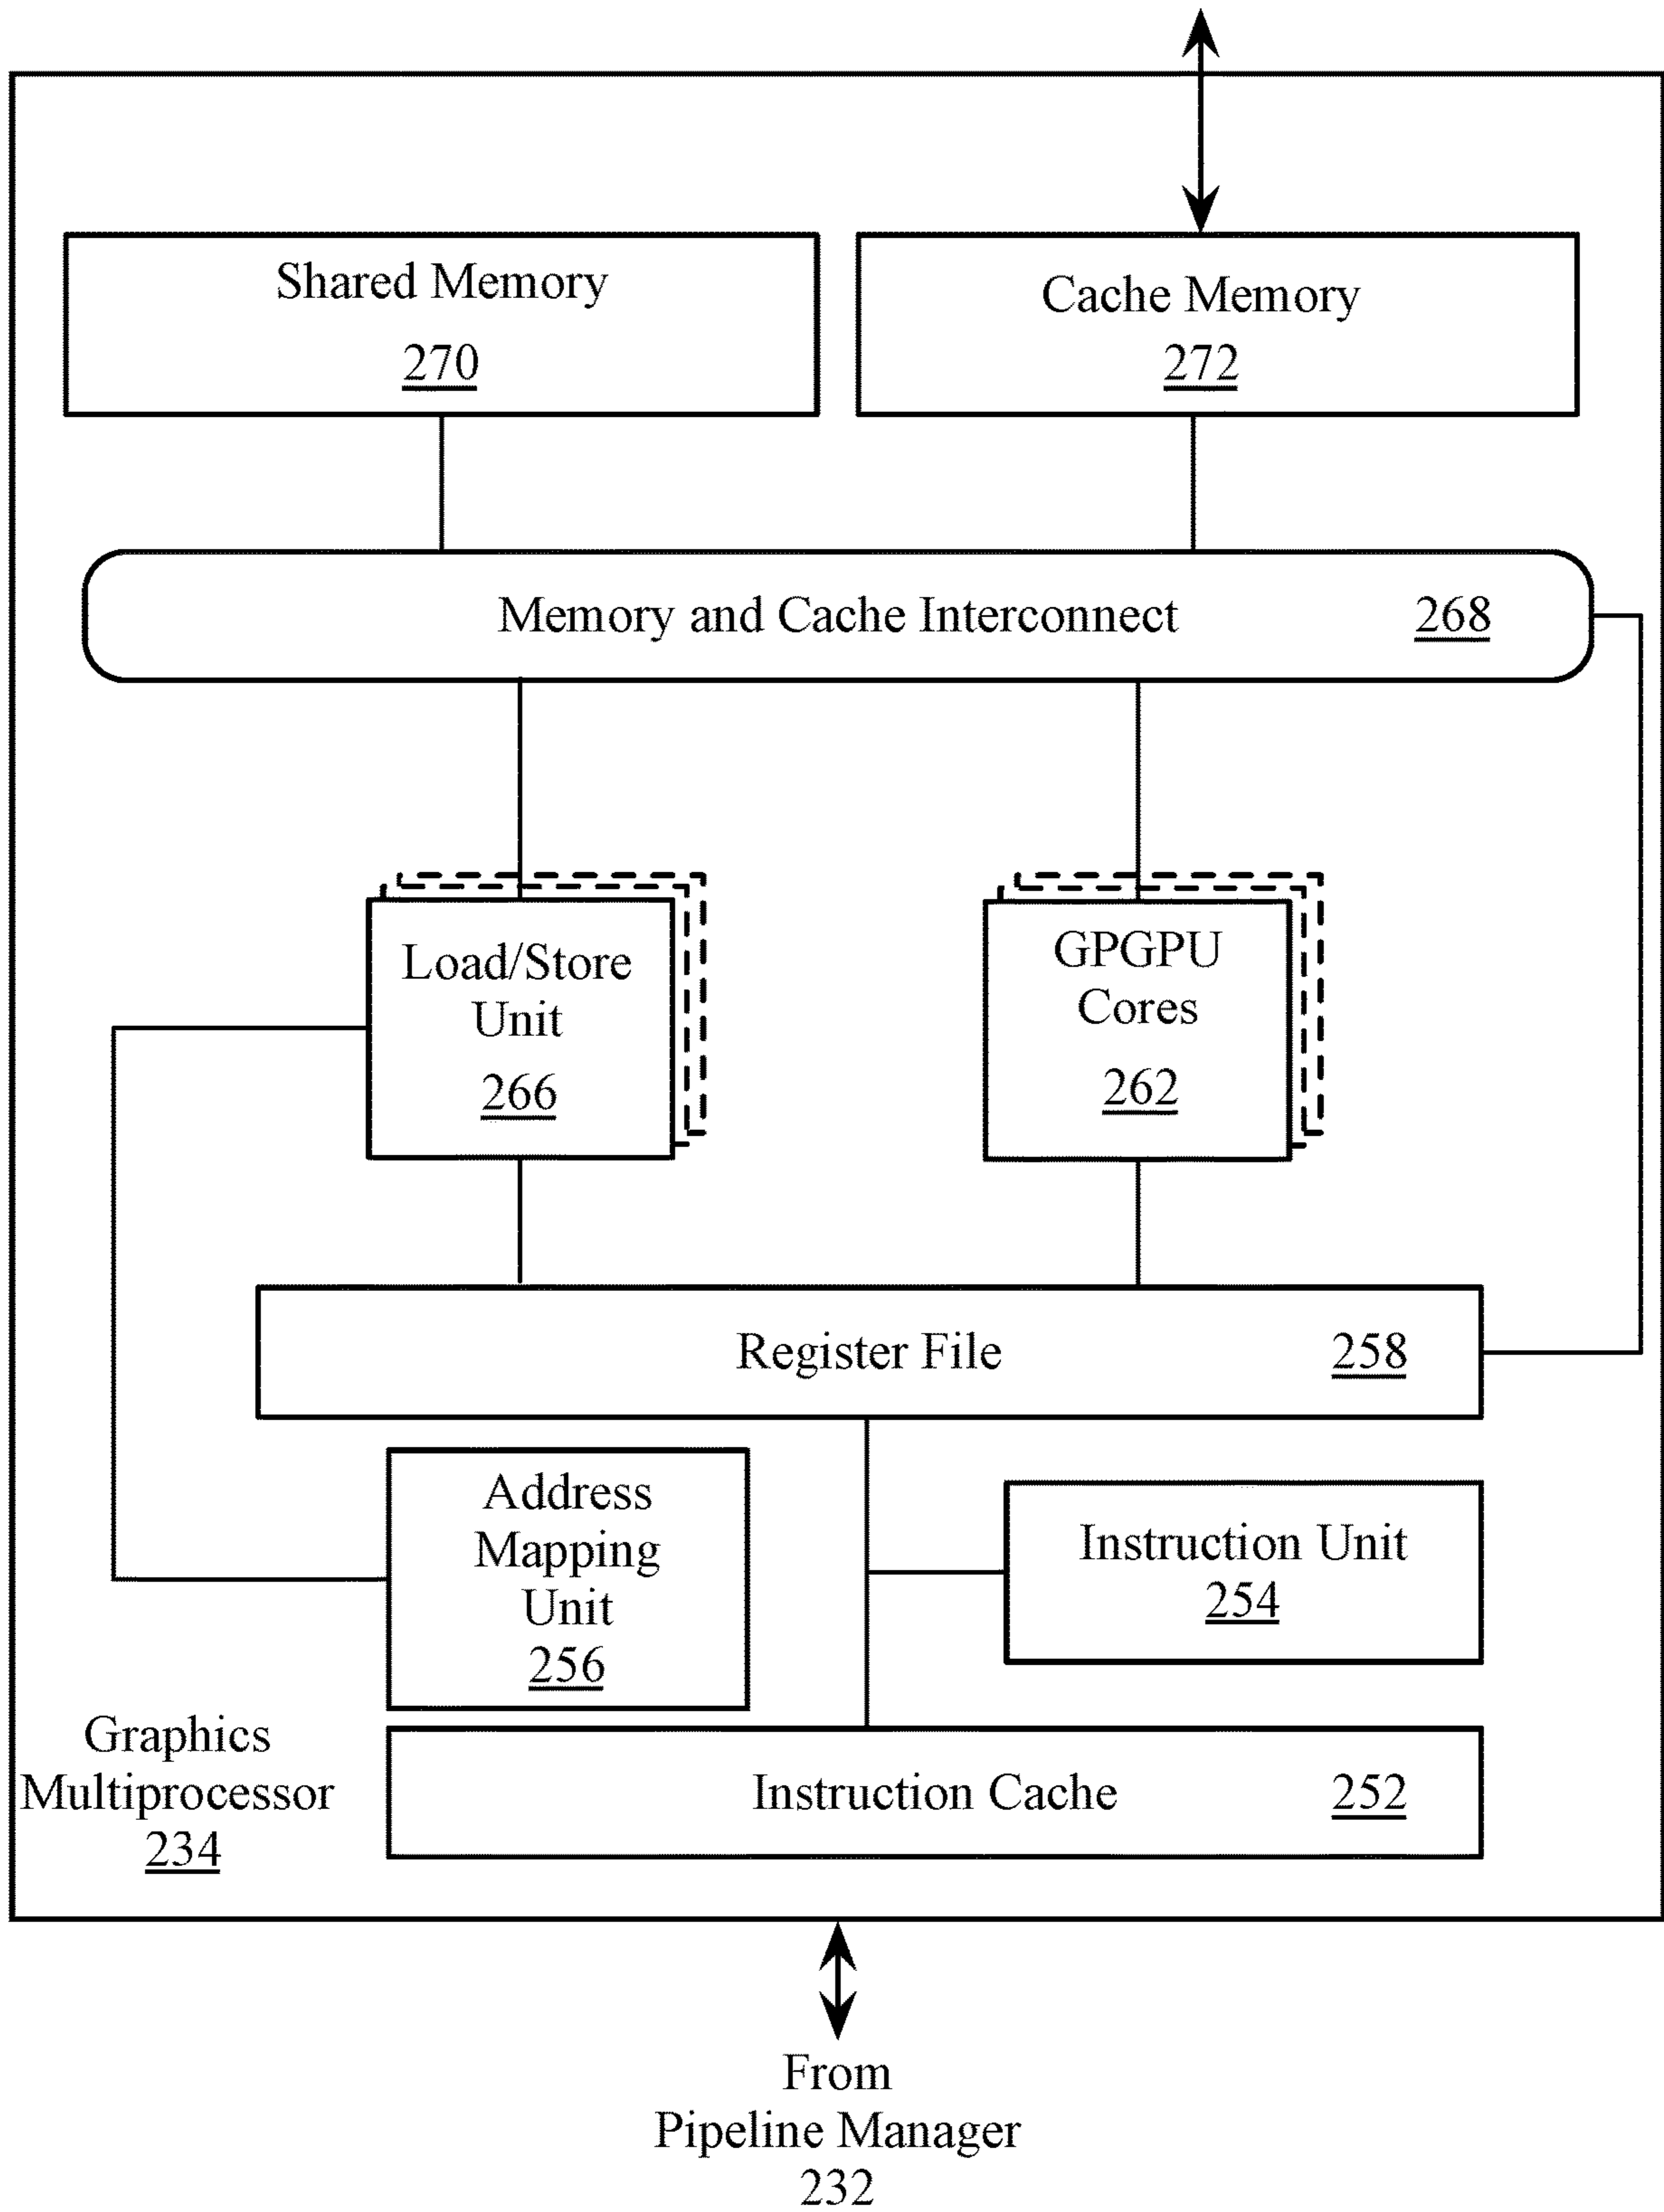 Shared Memory
270
Cache Memory
272
Memory and Cache Interconnect 268
Load/Store
Unit
266
GPGPU
Cores
262
Register File 258
Address
Mapping
Unit
256
Instruction Unit
254
Graphics
Multiprocessor
234
Instruction Cache 252
From
Pipeline Manager
232